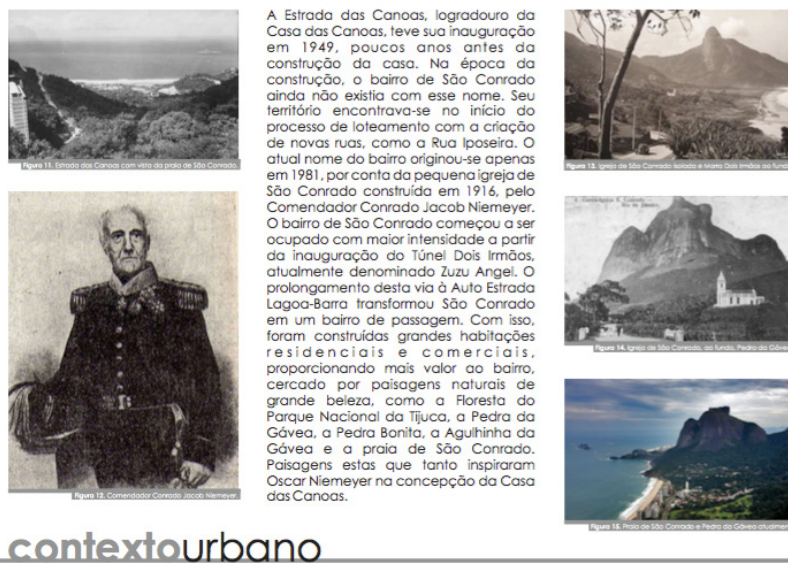 Figura 11. Estrada das Canoas com vista da praia de São Conrado.
Figura 12. Comendador Conrado Jacob Niemeyer.
A Estrada das Canoas, logradouro da
Casa das Canoas, teve sua inauguração
em 1949, poucos anos antes da
construção da casa. Na época da
construção, o bairro de São Conrado
ainda não existia com esse nome. Seu
território encontrava-se no início do
processo de loteamento com a criação
de novas ruas, como a Rua Iposeira. O
atual nome do bairro originou-se apenas
em 1981, por conta da pequena igreja de
São Conrado construída em 1916, pelo
Comendador Conrado Jacob Niemeyer.
O bairro de São Conrado começou a ser
ocupado com maior intensidade a partir
da inauguração do Túnel Dois Irmãos,
atualmente denominado Zuzu Angel. O
prolongamento desta via à Auto Estrada
Lagoa-Barra transformou São Conrado
em um bairro de passagem. Com isso,
foram construídas grandes habitações
residenciais e comerciais,
proporcionando mais valor ao bairro,
cercado por paisagens naturais de
grande beleza, como a Floresta do
Parque Nacional da Tijuca, a Pedra da
Gávea, a Pedra Bonita, a Agulhinha da
Gávea e a praia de São Conrado.
Paisagens estas que tanto inspiraram
Oscar Niemeyer na concepção da Casa
das Canoas.
Figura 13. Igreja de São Conrado isolada e Morro Dois Irmãos ao fund
Figura 14. Igreja de São Conrado, ao fundo, Pedra da Gáve
Figura 15. Praia de São Conrado e Pedra da Gávea atualmen
contextourbano